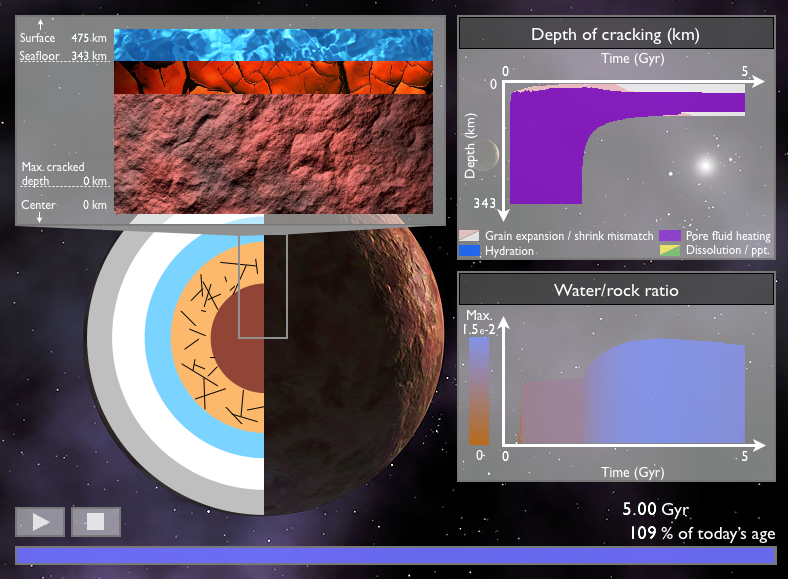 Surface 475 km
Seafloor 343 km
Max. cracked
depth 0 km
Center 0 km
Depth of cracking (km)
Time (Gyr)
0 5
0
Depth (km)
343
Grain expansion / shrink mismatch
Pore fluid heating
Hydration
Dissolution / ppt.
Water/rock ratio
Max.
1.5e-2
0
0 5
Time (Gyr)
5.00 Gyr
109 % of today's age